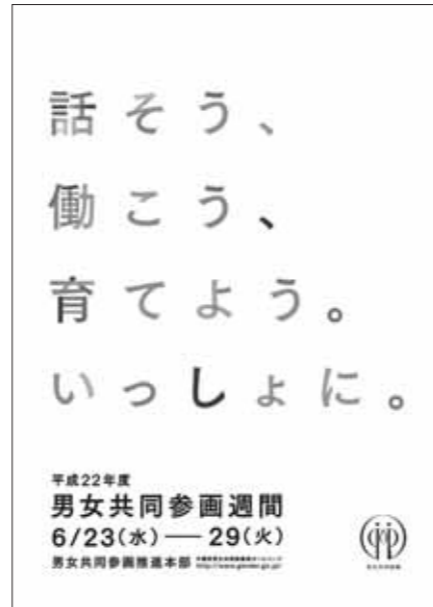 話そう、
働こう、
育てよう。
いっしょに。
平成22年度
男女共同参画週間
6/23(水)——29(火)
男女共同参画推進本部